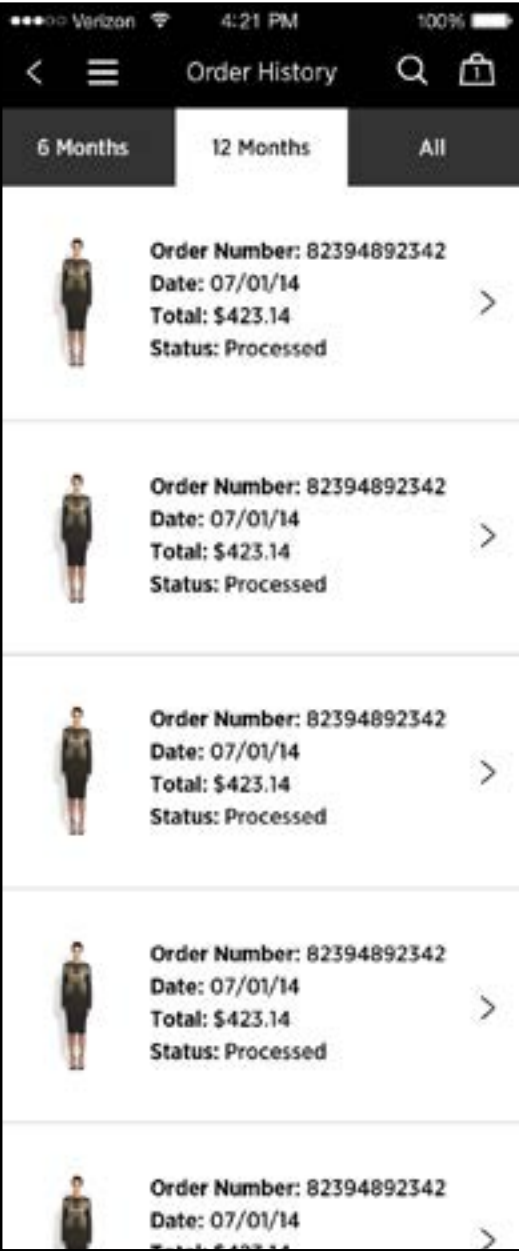 Verizon 4:21 PM 100%
Order History 1
6 Months 12 Months All
Order Number: 82394892342
Date: 07/01/14
Total: $423.14
Status: Processed
Order Number: 82394892342
Date: 07/01/14
Total: $423.14
Status: Processed
Order Number: 82394892342
Date: 07/01/14
Total: $423.14
Status: Processed
Order Number: 82394892342
Date: 07/01/14
Total: $423.14
Status: Processed
Order Number: 82394892342
Date: 07/01/14
Total: $423.14